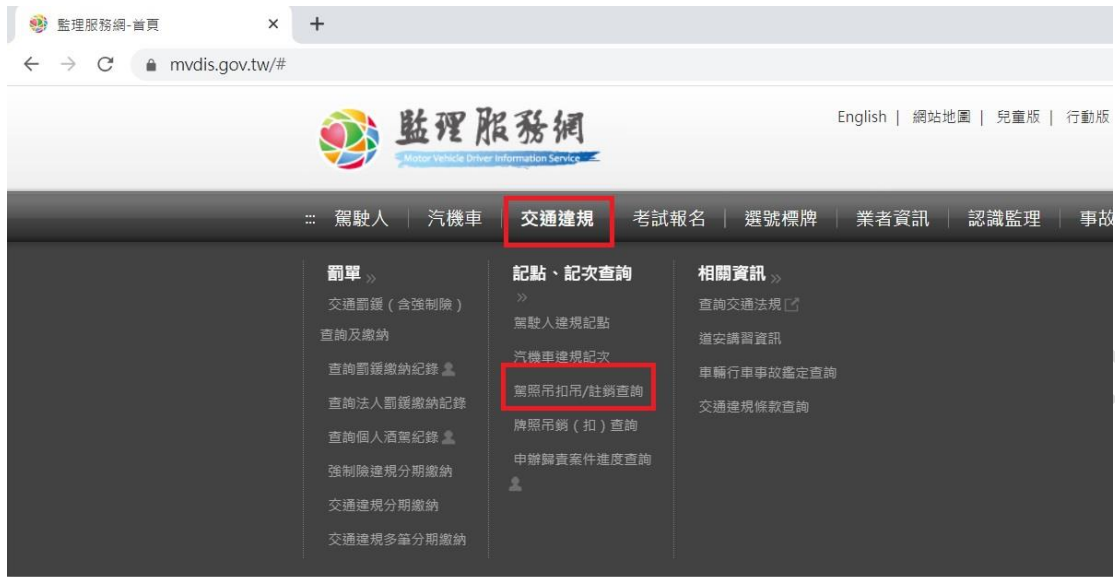 監理服務網-首頁
mvdis.gov.tw/#
監理服務網
Motor Vehicle Driver Information Service
English | 網站地圖 | 兒童版 | 行動版
::: 駕駛人 | 汽機車 | 交通違規 | 考試報名 | 選號標牌 | 業者資訊 | 認識監理 | 事故
罰單 »
交通罰鍰（含強制險）
查詢及繳納
查詢罰鍰繳納紀錄
查詢法人罰鍰繳納記錄
查詢個人酒駕紀錄
強制險違規分期繳納
交通違規分期繳納
交通違規多筆分期繳納
記點、記次查詢
»
駕駛人違規記點
汽機車違規記次
駕照吊扣吊/註銷查詢
牌照吊銷（扣）查詢
申辦歸責案件進度查詢
相關資訊 »
查詢交通法規
道安講習資訊
車輛行車事故鑑定查詢
交通違規條款查詢